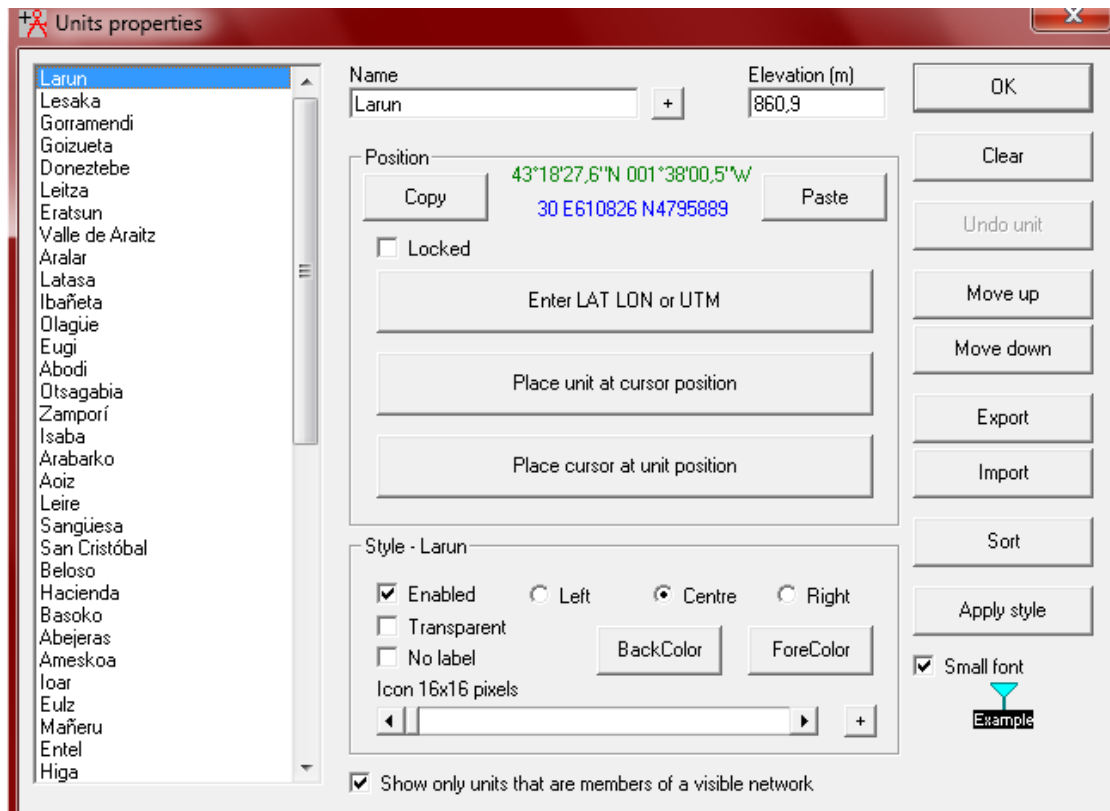 Units properties
Larun
Lesaka
Gorramendi
Goizueta
Doneztebe
Leitza
Eratsun
Valle de Araitz
Aralar
Latasa
Ibañeta
Olagüe
Eugi
Abodi
Otsagabia
Zamporí
Isaba
Arabarko
Aoiz
Leire
Sangüesa
San Cristóbal
Beloso
Hacienda
Basoko
Abejeras
Ameskoa
Ioar
Eulz
Mañeru
Entel
Higa
Name
Larun
+
Elevation (m)
860,9
Position
Copy
43°18'27,6"N 001°38'00,5"W
30 E610826 N4795889
Paste
Locked
Enter LAT LON or UTM
Place unit at cursor position
Place cursor at unit position
Style - Larun
Enabled
Left
Centre
Right
Transparent
No label
BackColor
ForeColor
Icon 16x16 pixels
+
Show only units that are members of a visible network
OK
Clear
Undo unit
Move up
Move down
Export
Import
Sort
Apply style
Small font
Example